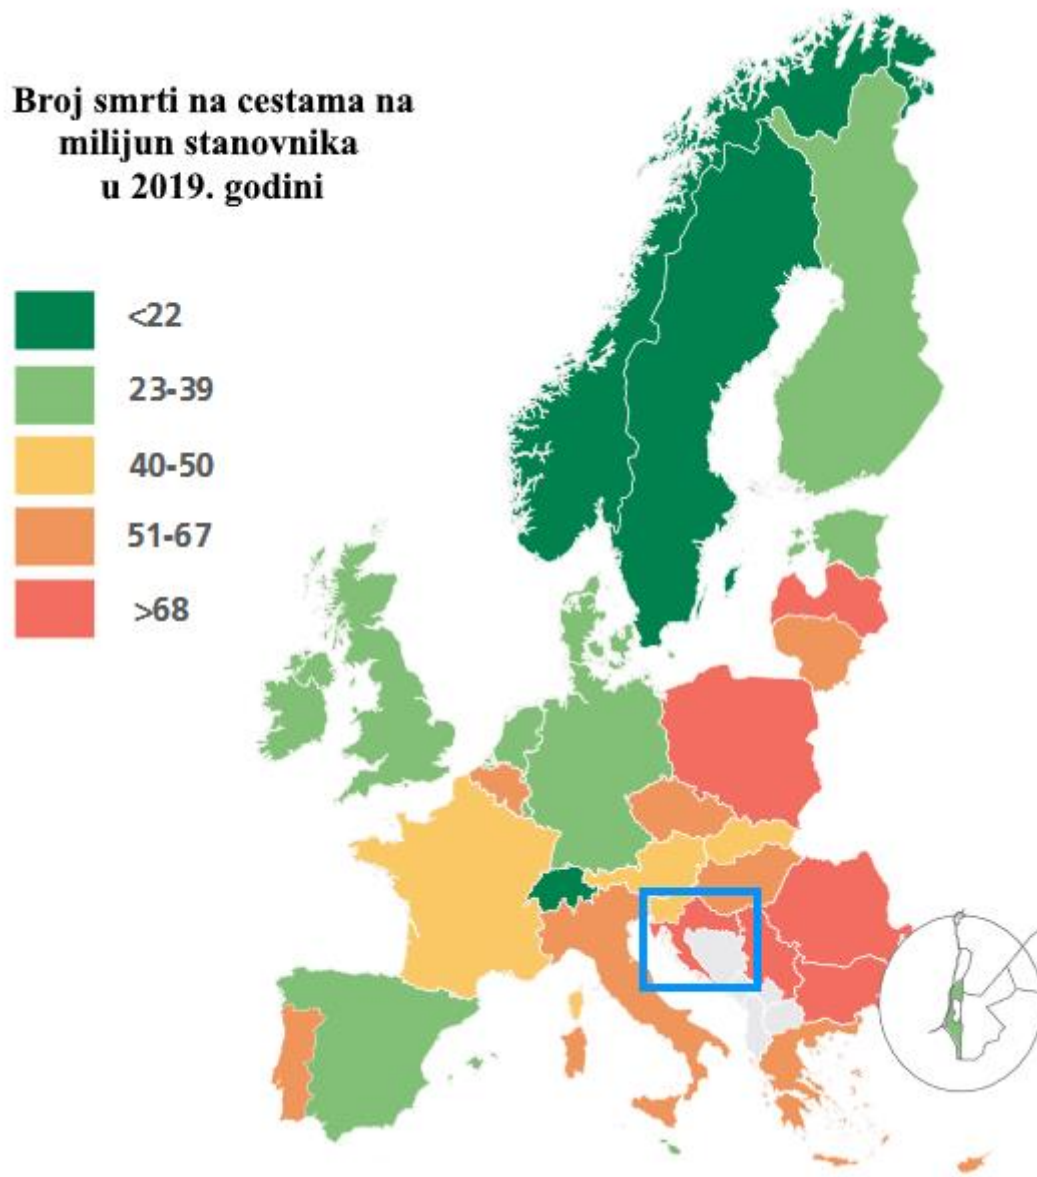 Broj smrti na cestama na
milijun stanovnika
u 2019. godini
<22
23-39
40-50
51-67
>68